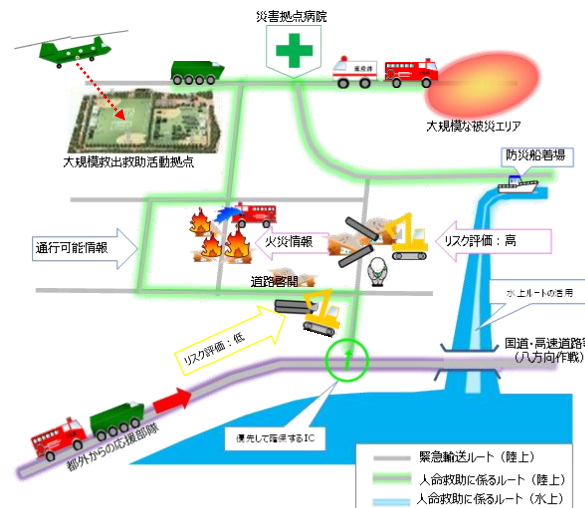 災害拠点病院
大規模な被災エリア
大規模救出救助活動拠点
防災船着場
通行可能情報
火災情報
リスク評価：高
道路啓開
水上ルートの活用
リスク評価：低
国道・高速道路等
（八方向作戦）
優先して確保するIC
都外からの応援部隊
緊急輸送ルート（陸上）
人命救助に係るルート（陸上）
人命救助に係るルート（水上）